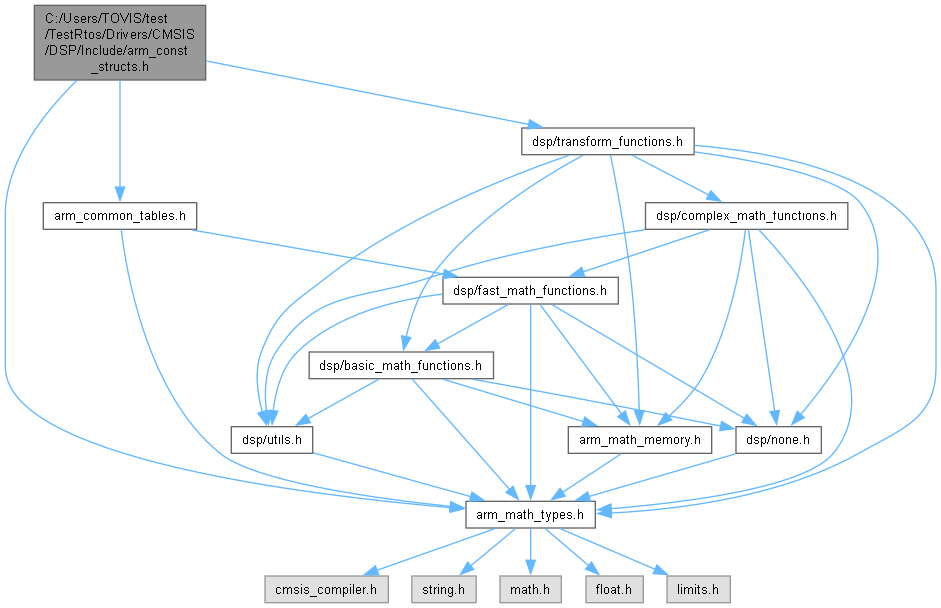 C:/Users/TOVIS/test
/TestRtos/Drivers/CMSIS
/DSP/Include/arm_const
_structs.h
dsp/transform_functions.h
arm_common_tables.h
dsp/complex_math_functions.h
dsp/fast_math_functions.h
dsp/basic_math_functions.h
dsp/utils.h
arm_math_memory.h
dsp/none.h
arm_math_types.h
cmsis_compiler.h
string.h
math.h
float.h
limits.h